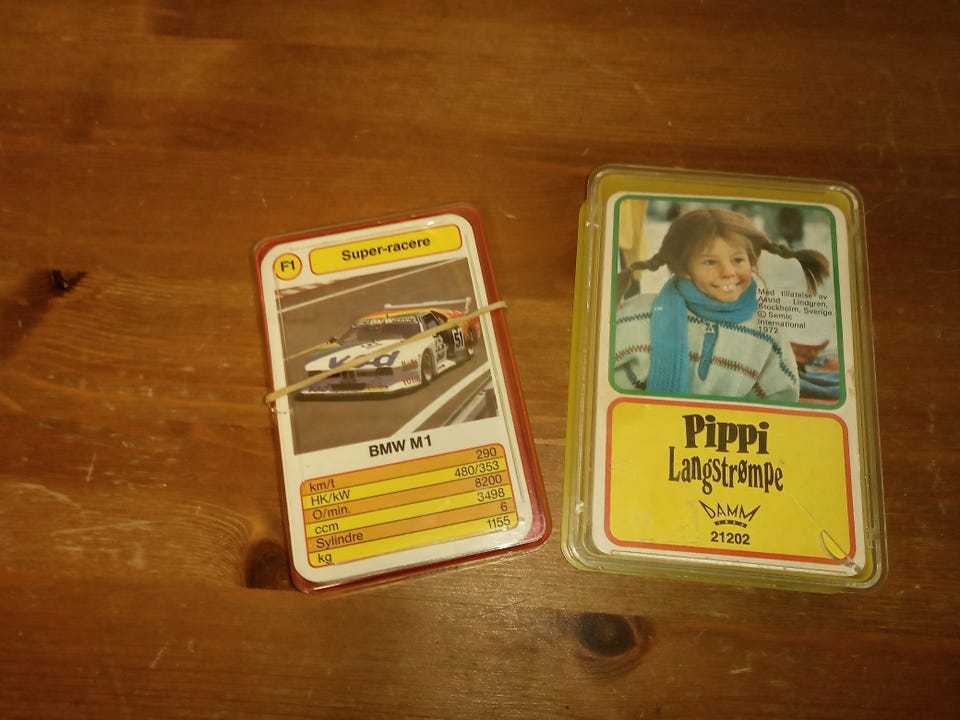 F1
Super-racere
BMW M1
km/t 290
HK/kW 480/353
O/min. 8200
ccm 3498
Sylindre 6
kg 1155
51
Med tillatelse av
Astrid Lindgren,
Stockholm, Sverige
© Semic
International
1972
Pippi
Langstrømpe
DAMM
21202